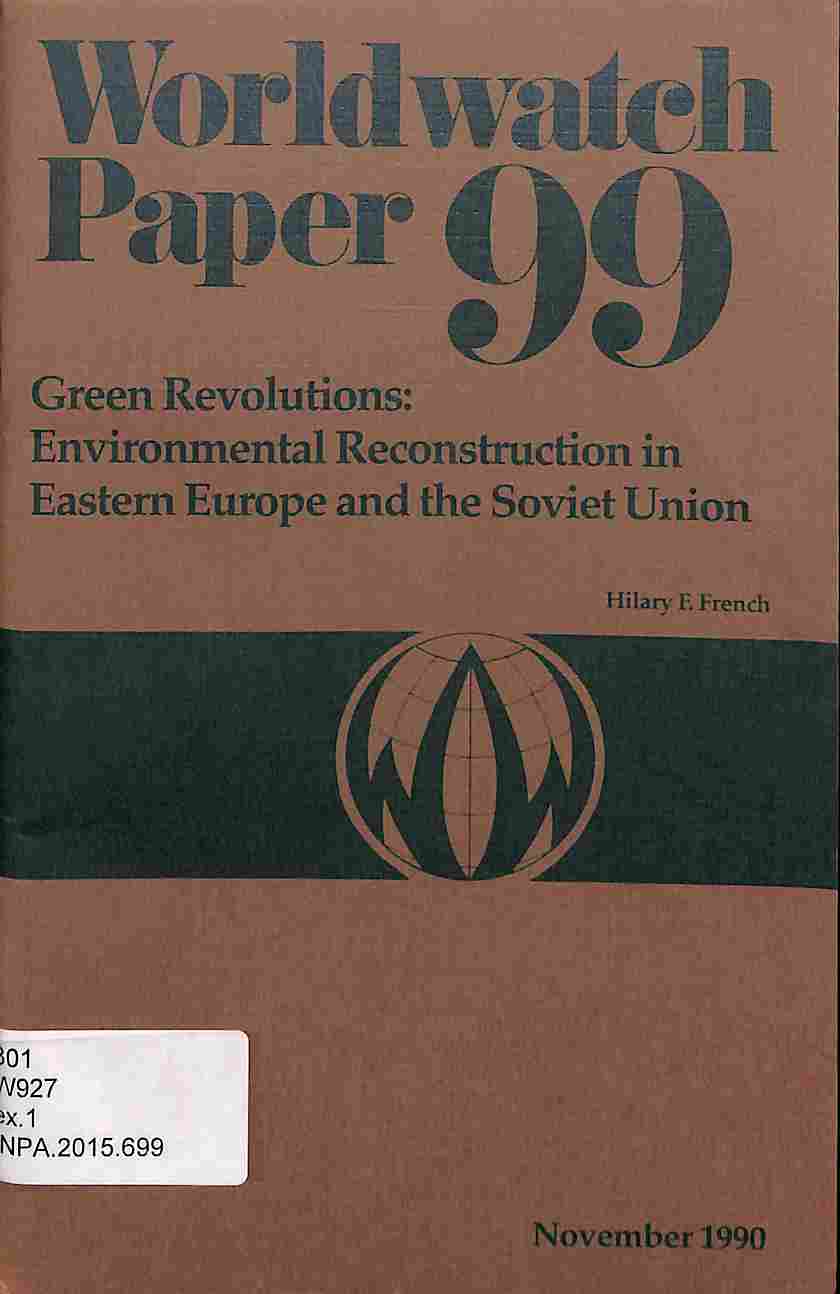 Worldwatch
Paper 99
Green Revolutions:
Environmental Reconstruction in
Eastern Europe and the Soviet Union
Hilary F. French
301
W927
ex.1
NPA.2015.699
November 1990